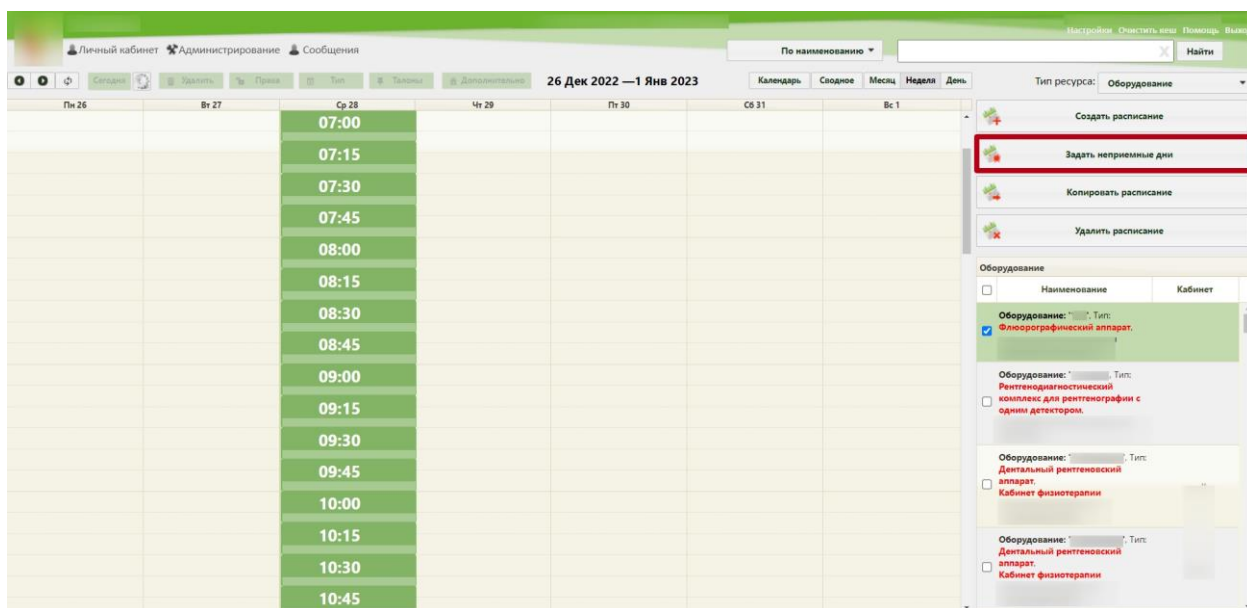 Настройки Очистить кеш Помощь
Личный кабинет Администрирование Сообщения
По наименованию
Найти
Сегодня Удалить Права Тип Талоны Дополнительно
26 Дек 2022 —1 Янв 2023
Календарь Сводное Месяц Неделя День
Тип ресурса: Оборудование
Пн 26 Вт 27 Ср 28 Чт 29 Пт 30 Сб 31 Вс 1
07:00
07:15
07:30
07:45
08:00
08:15
08:30
08:45
09:00
09:15
09:30
09:45
10:00
10:15
10:30
10:45
Создать расписание
Задать неприемные дни
Копировать расписание
Удалить расписание
Оборудование
Наименование Кабинет
Оборудование: " ". Тип:
Флюорографический аппарат.
Оборудование: " . Тип:
Рентгенодиагностический
комплекс для рентгенографии с
одним детектором.
Оборудование: " ". Тип:
Дентальный рентгеновский
аппарат.
Кабинет физиотерапии
Оборудование: " ". Тип:
Дентальный рентгеновский
аппарат.
Кабинет физиотерапии